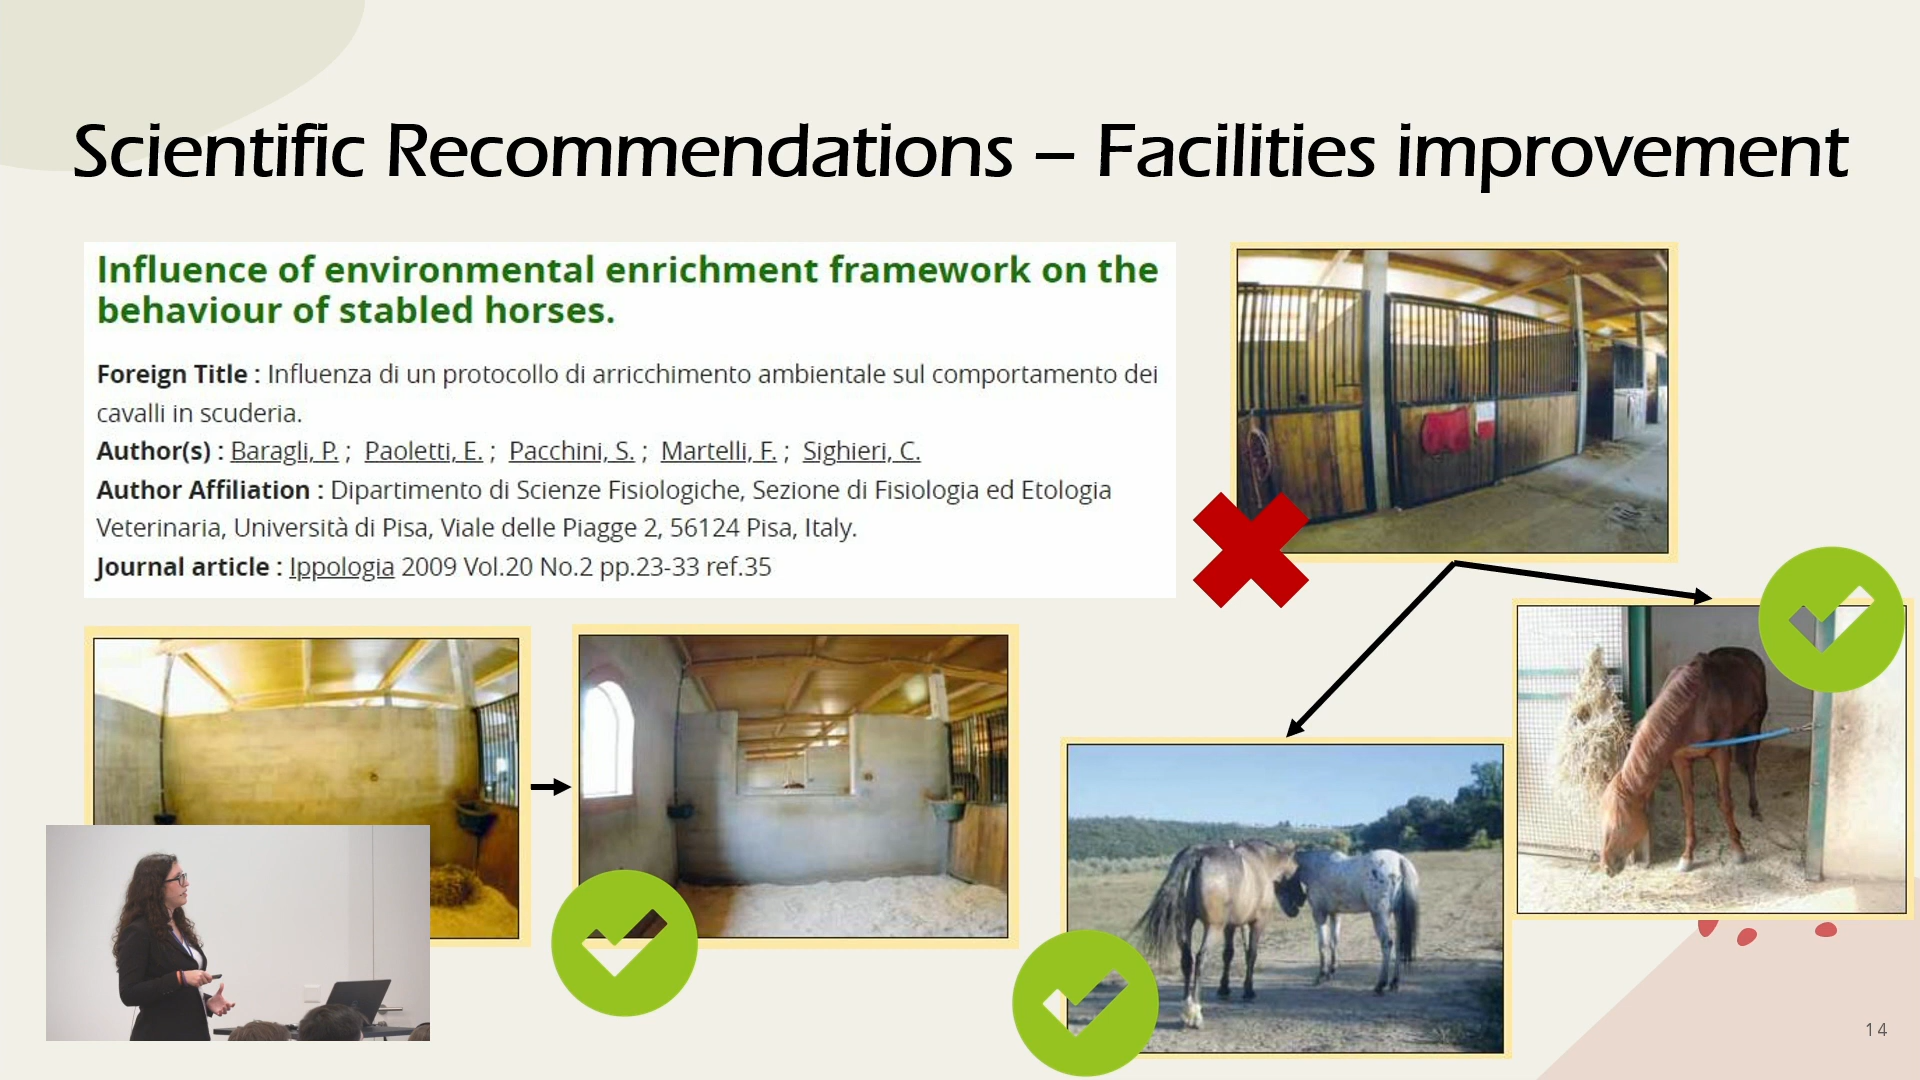 Scientific Recommendations – Facilities improvement
Influence of environmental enrichment framework on the
behaviour of stabled horses.
Foreign Title : Influenza di un protocollo di arricchimento ambientale sul comportamento dei
cavalli in scuderia.
Author(s) : Baragli, P. ; Paoletti, E. ; Pacchini, S. ; Martelli, F. ; Sighieri, C.
Author Affiliation : Dipartimento di Scienze Fisiologiche, Sezione di Fisiologia ed Etologia
Veterinaria, Università di Pisa, Viale delle Piagge 2, 56124 Pisa, Italy.
Journal article : Ippologia 2009 Vol.20 No.2 pp.23-33 ref.35
14